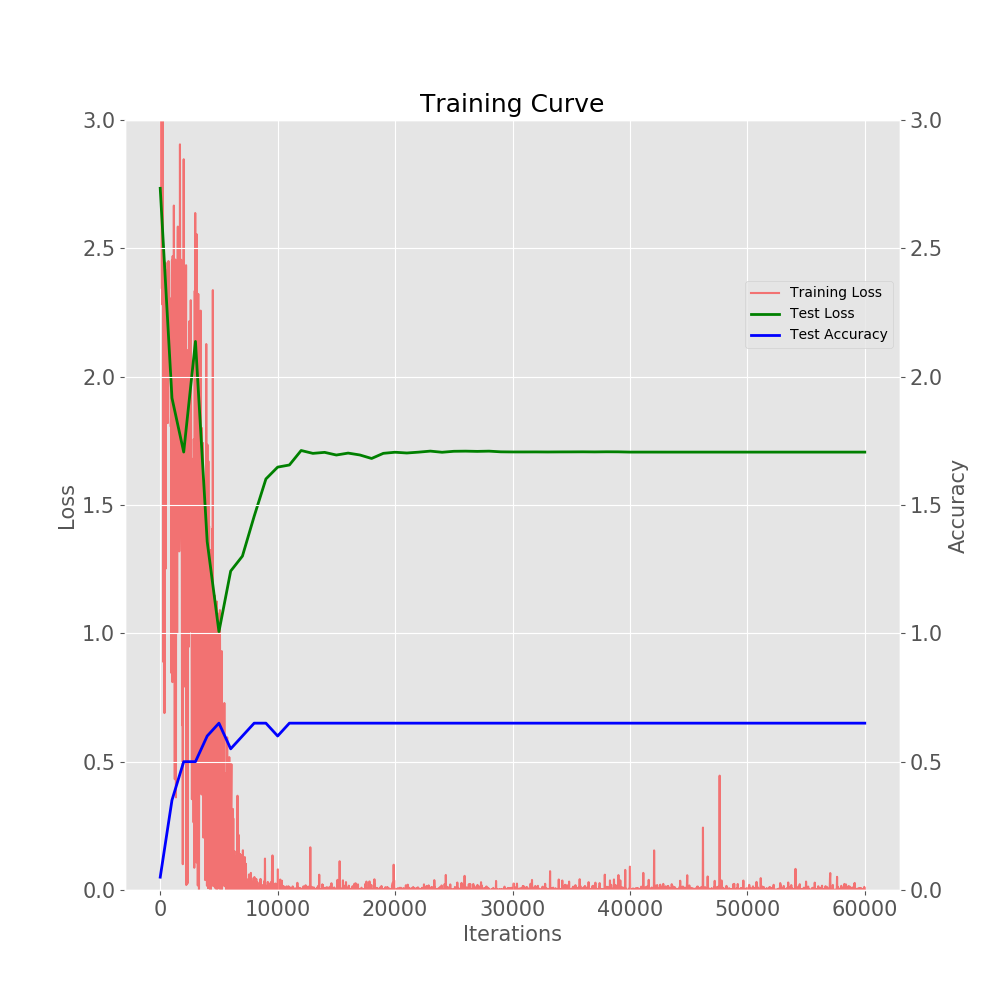 Training Curve
3.0
2.5
2.0
1.5
1.0
0.5
0.0
Loss
3.0
2.5
2.0
1.5
1.0
0.5
0.0
Accuracy
Training Loss
Test Loss
Test Accuracy
0 10000 20000 30000 40000 50000 60000
Iterations